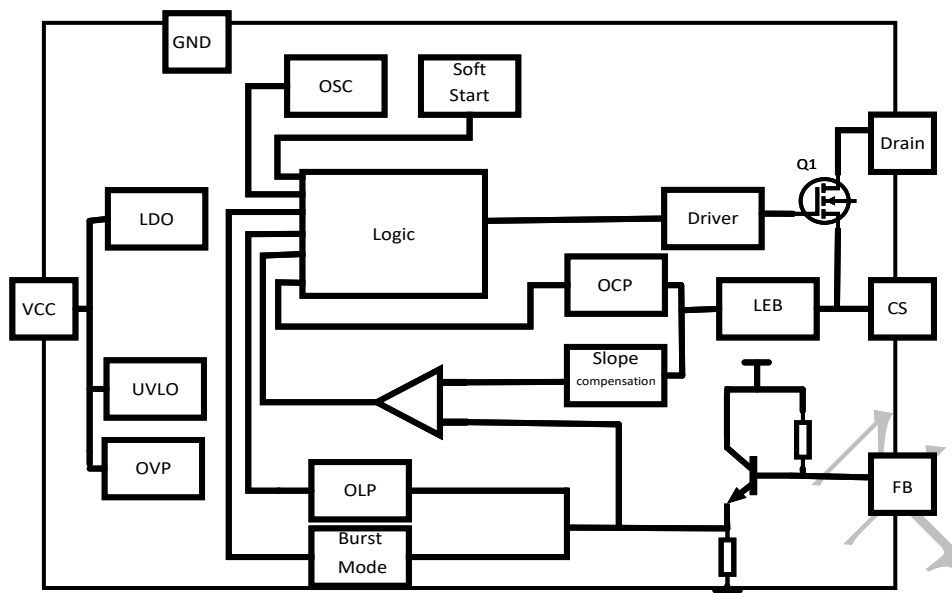 GND
OSC
Soft
Start
Drain
Q1
LDO
Logic
Driver
VCC
OCP
LEB
CS
Slope
compensation
UVLO
OVP
OLP
FB
Burst
Mode